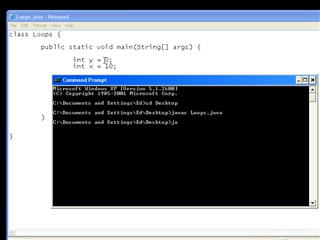 Loops.java - Notepad
File Edit Format View Help
class Loops {
public static void main(String[] args) {
int y = 0;
int x = 10;
Command Prompt
Microsoft Windows XP [Version 5.1.2600]
(C) Copyright 1985-2001 Microsoft Corp.
C:\Documents and Settings\Ed>cd Desktop
C:\Documents and Settings\Ed\Desktop>javac Loops.java
C:\Documents and Settings\Ed\Desktop>ja
}
}